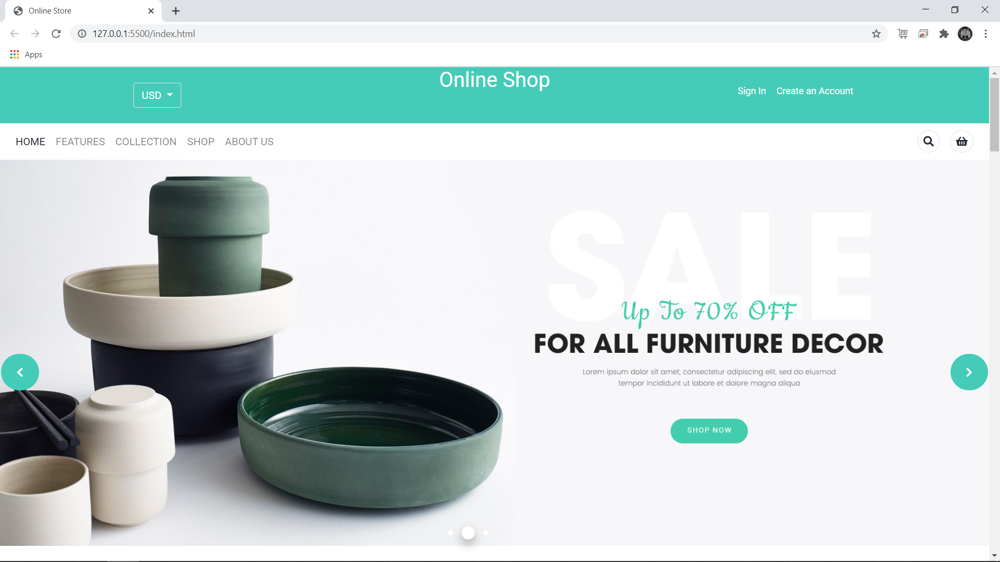 Online Store
127.0.0.1:5500/index.html
FS
Apps
Online Shop
USD
Sign In Create an Account
HOME FEATURES COLLECTION SHOP ABOUT US
SALE
Up To 70% OFF
FOR ALL FURNITURE DECOR
Lorem ipsum dolor sit amet, consectetur adipiscing elit, sed do eiusmod
tempor incididunt ut labore et dolore magna aliqua
SHOP NOW